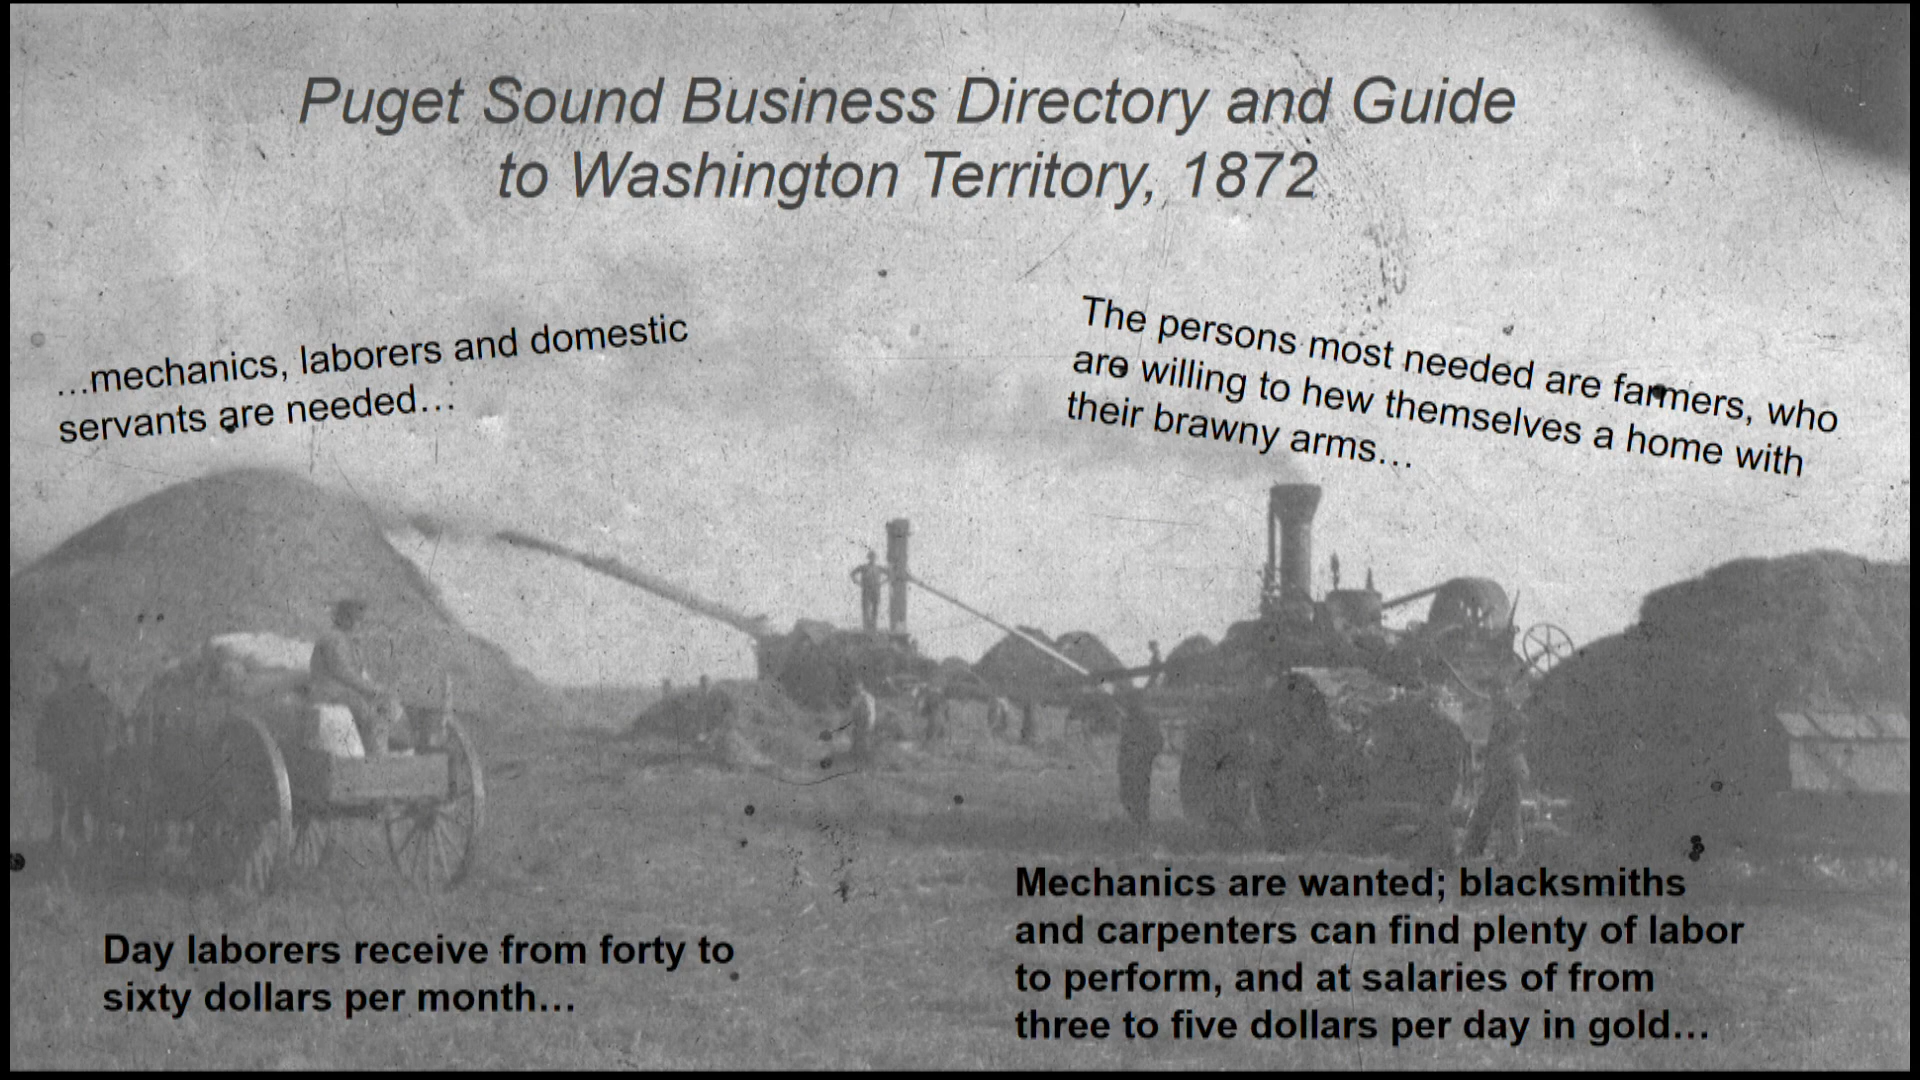 Puget Sound Business Directory and Guide
to Washington Territory, 1872
…mechanics, laborers and domestic
servants are needed…
The persons most needed are farmers, who
are willing to hew themselves a home with
their brawny arms…
Day laborers receive from forty to
sixty dollars per month…
Mechanics are wanted; blacksmiths
and carpenters can find plenty of labor
to perform, and at salaries of from
three to five dollars per day in gold…